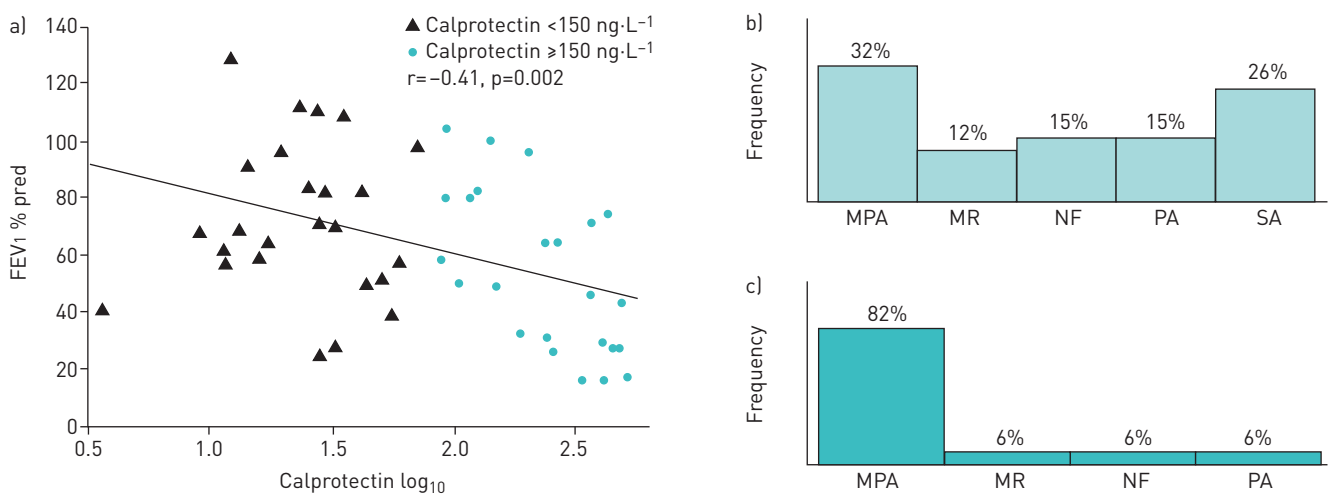 a)
140
120
100
80
60
40
20
0
FEV1 % pred
0.5 1.0 1.5 2.0 2.5
Calprotectin log10
Calprotectin <150 ng·L−1
Calprotectin ⩾150 ng·L−1
r=−0.41, p=0.002
b)
Frequency
32% 12% 15% 15% 26%
MPA MR NF PA SA
c)
Frequency
82% 6% 6% 6%
MPA MR NF PA